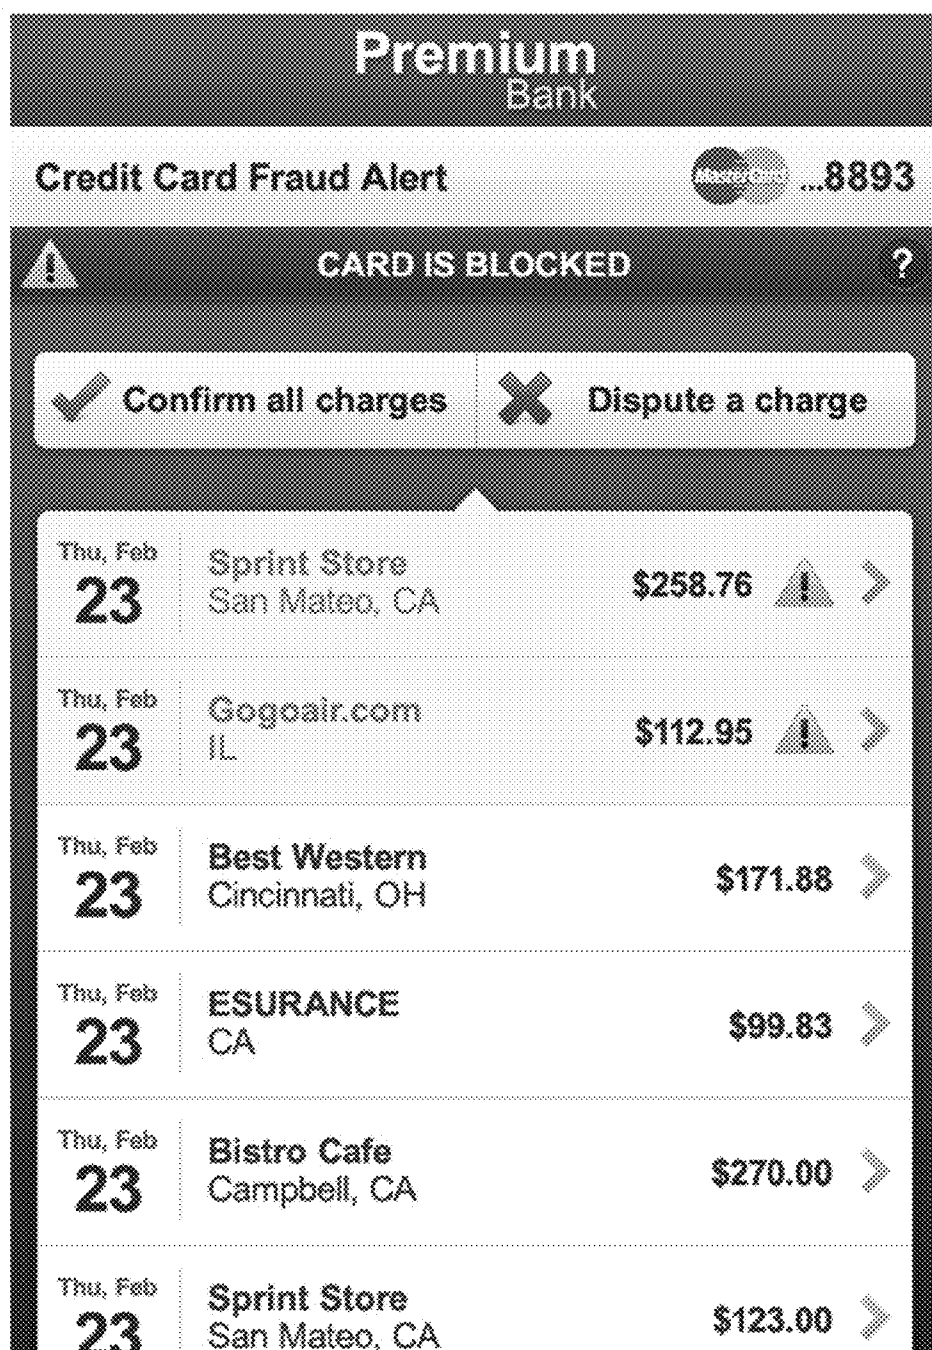 Premium
Bank
Credit Card Fraud Alert
MasterCard
...8893
CARD IS BLOCKED
?
Confirm all charges
Dispute a charge
Thu, Feb
23
Sprint Store
San Mateo, CA
$258.76
Thu, Feb
23
Gogoair.com
IL
$112.95
Thu, Feb
23
Best Western
Cincinnati, OH
$171.88
Thu, Feb
23
ESURANCE
CA
$99.83
Thu, Feb
23
Bistro Cafe
Campbell, CA
$270.00
Thu, Feb
23
Sprint Store
San Mateo, CA
$123.00